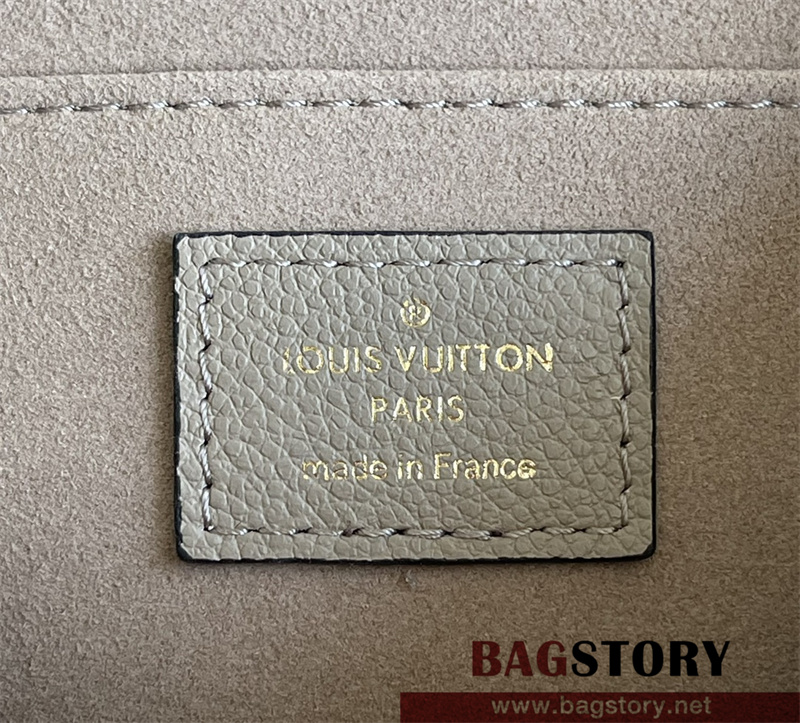 LOUIS VUITTON
PARIS
made in France
BAGSTORY
www.bagstory.net